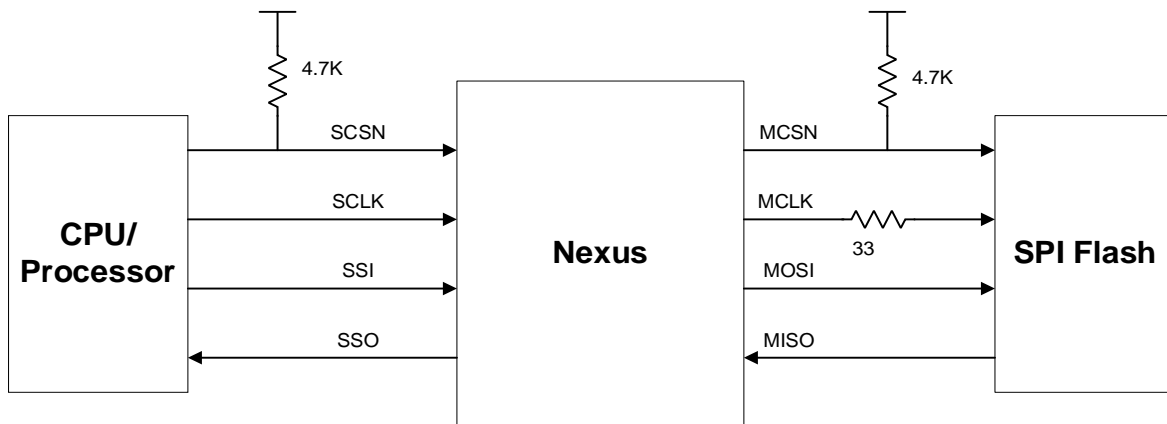 4.7K
4.7K
SCSN
MCSN
SCLK
MCLK
CPU/
Processor
Nexus
33
SPI Flash
SSI
MOSI
SSO
MISO